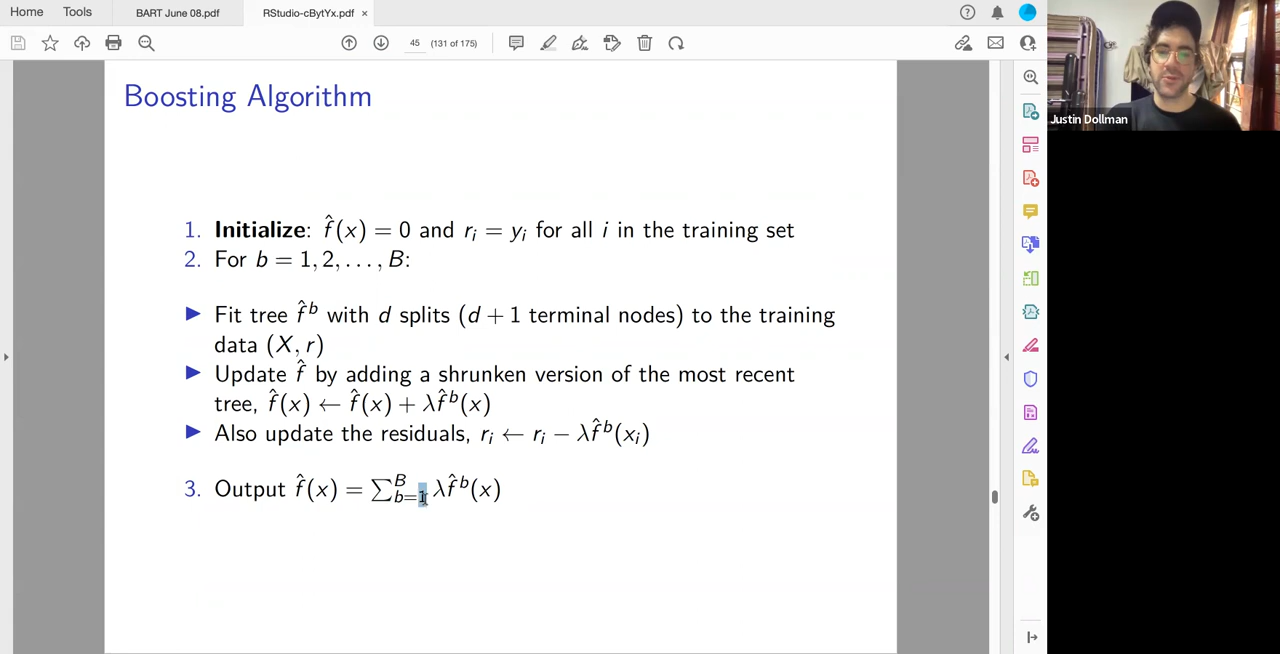 Home Tools BART June 08.pdf RStudio-cBytYx.pdf ×
45 (131 of 175)
Boosting Algorithm
Justin Dollman
1. Initialize: f̂(x) = 0 and rᵢ = yᵢ for all i in the training set
2. For b = 1, 2, . . . , B:
▶ Fit tree f̂ᵇ with d splits (d + 1 terminal nodes) to the training
data (X, r)
▶ Update f̂ by adding a shrunken version of the most recent
tree, f̂(x) ← f̂(x) + λf̂ᵇ(x)
▶ Also update the residuals, rᵢ ← rᵢ − λf̂ᵇ(xᵢ)
3. Output f̂(x) = ∑_{b=1}^{B} λf̂ᵇ(x)